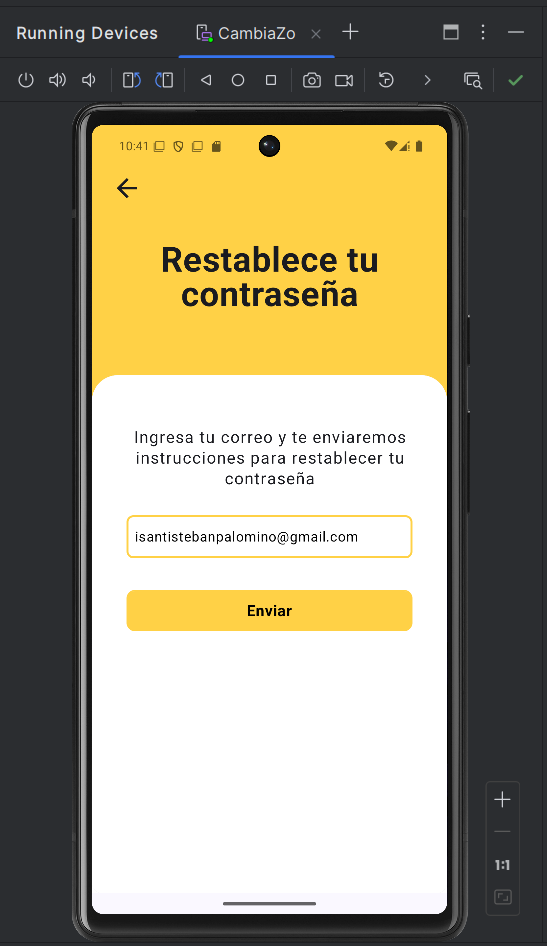 Running Devices CambiaZo
10:41
Restablece tu
contraseña
Ingresa tu correo y te enviaremos
instrucciones para restablecer tu
contraseña
isantistebanpalomino@gmail.com
Enviar
1:1